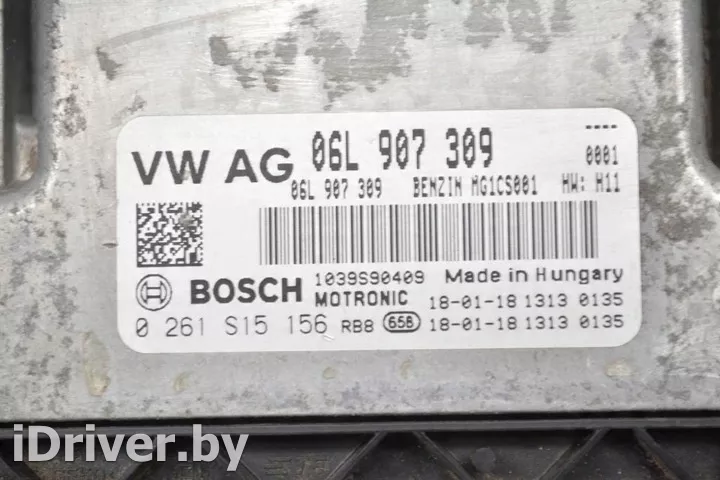 ----
VW AG 06L 907 309 0001
06L 907 309 BENZIN MG1CS001 HW: H11
1039S90409 Made in Hungary
BOSCH MOTRONIC 18-01-18 1313 0135
0 261 S15 156 RB8 658 18-01-18 1313 0135
iDriver.by